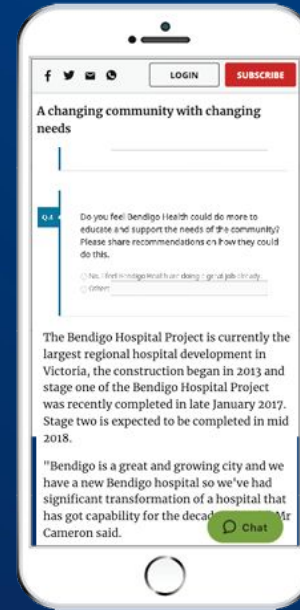 LOGIN
SUBSCRIBE
A changing community with changing
needs
Q.4
Do you feel Bendigo Health could do more to
educate and support the needs of the community?
Please share recommendations on how they could
do this.
No, I feel Bendigo Health are doing a great job already
Other:
The Bendigo Hospital Project is currently the
largest regional hospital development in
Victoria, the construction began in 2013 and
stage one of the Bendigo Hospital Project
was recently completed in late January 2017.
Stage two is expected to be completed in mid
2018.
"Bendigo is a great and growing city and we
have a new Bendigo hospital so we've had
significant transformation of a hospital that
has got capability for the Mr
Cameron said.
Chat